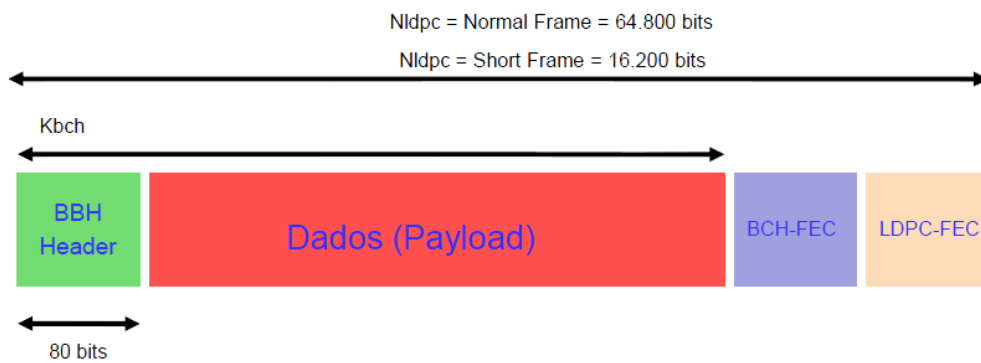 Nldpc = Normal Frame = 64.800 bits
Nldpc = Short Frame = 16.200 bits
Kbch
BBH
Header
Dados (Payload)
BCH-FEC
LDPC-FEC
80 bits